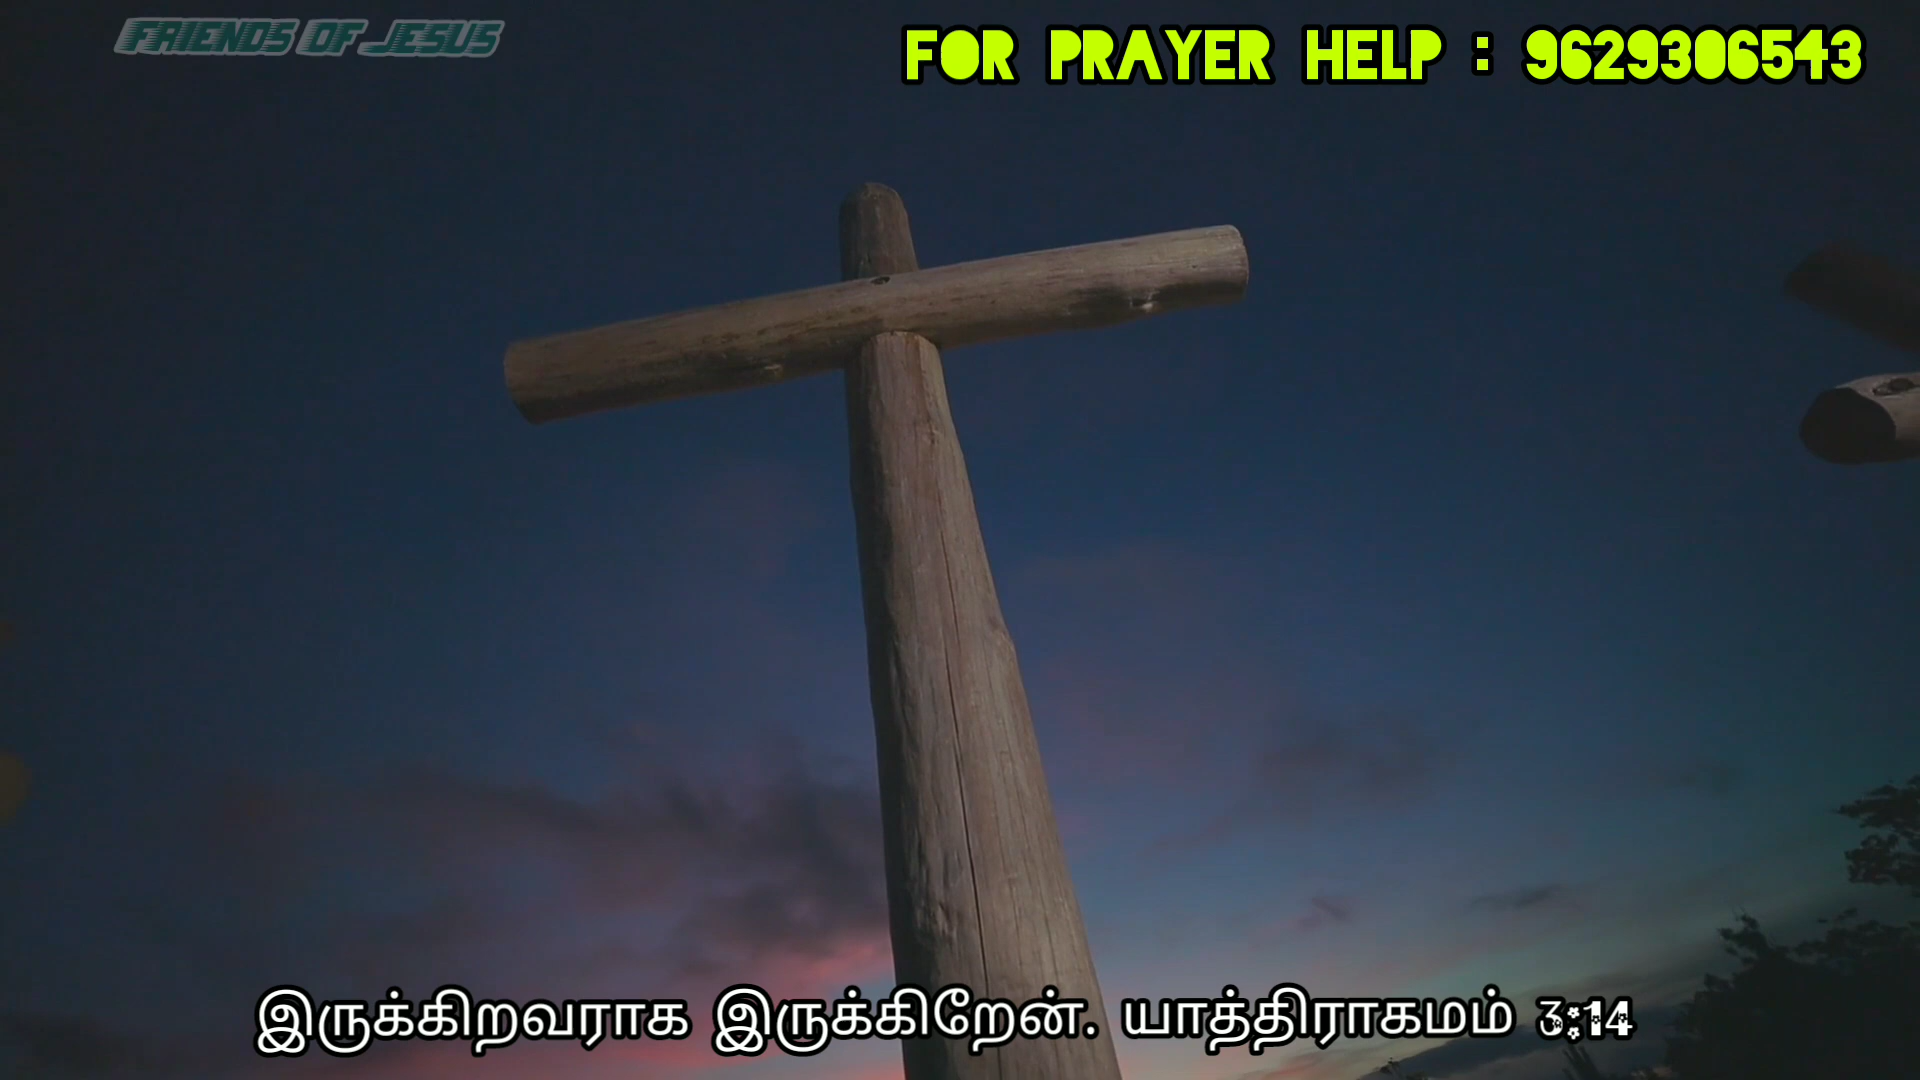 FRIENDS OF JESUS
FOR PRAYER HELP : 9629306543
இருக்கிறவராக இருக்கிறேன். யாத்திராகமம் 3:14